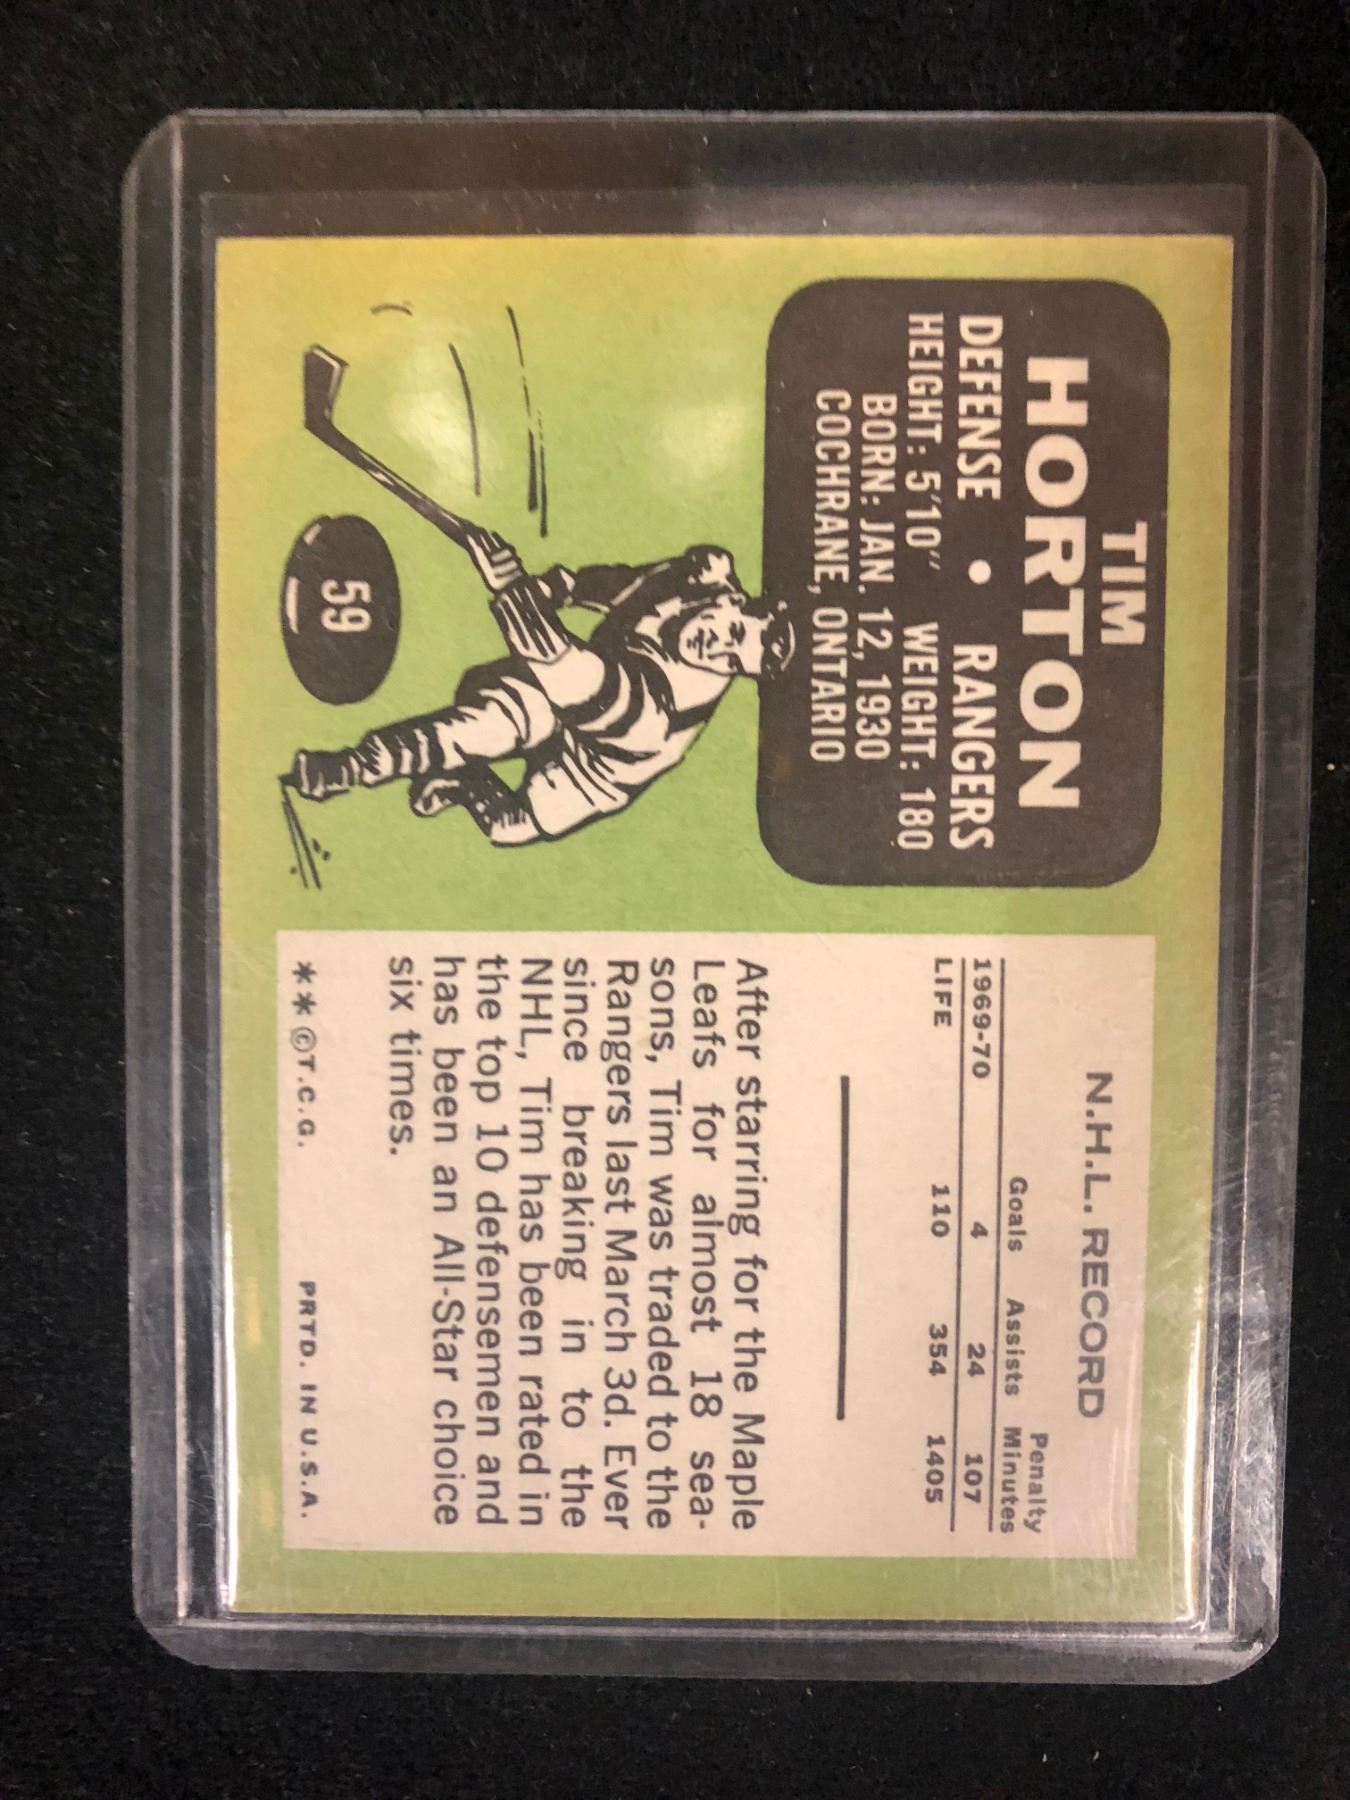 TIM
HORTON
DEFENSE • RANGERS
HEIGHT: 5'10" WEIGHT: 180
BORN: JAN. 12, 1930
COCHRANE, ONTARIO
59
N.H.L. RECORD
Penalty
Goals Assists Minutes
1969-70 4 24 107
LIFE 110 354 1405
After starring for the Maple
Leafs for almost 18 sea-
sons, Tim was traded to the
Rangers last March 3d. Ever
since breaking in to the
NHL, Tim has been rated in
the top 10 defensemen and
has been an All-Star choice
six times.
**©T.C.G. PRTD. IN U.S.A.